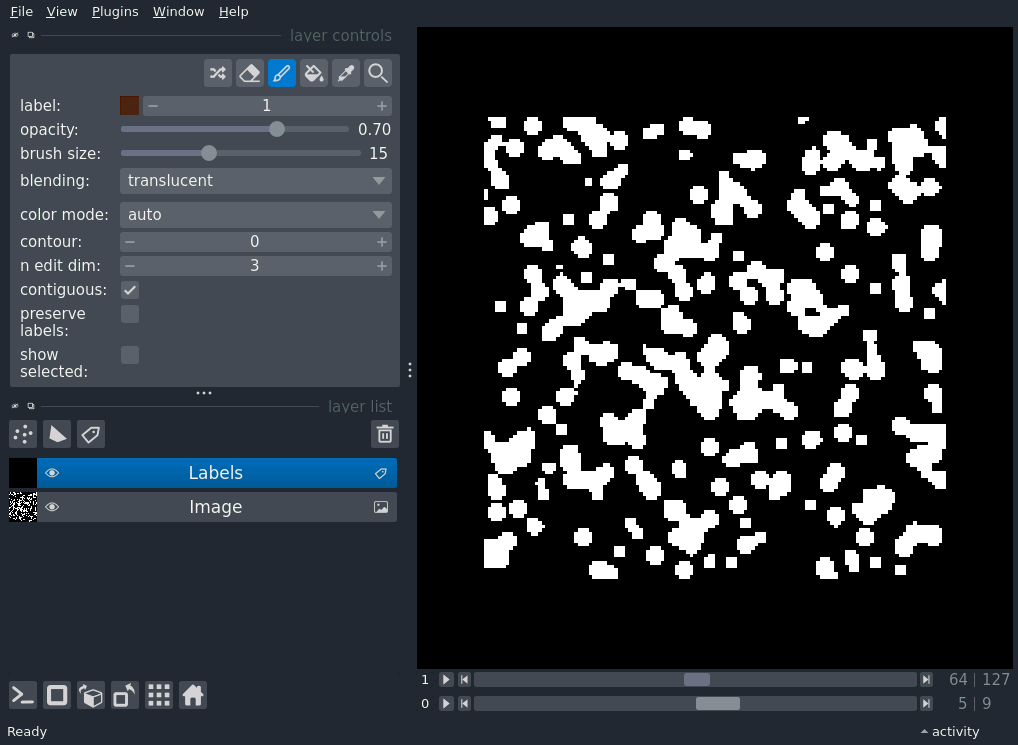 File View Plugins Window Help
layer controls
label: 1
opacity: 0.70
brush size: 15
blending: translucent
color mode: auto
contour: 0
n edit dim: 3
contiguous:
preserve
labels:
show
selected:
layer list
Labels
Image
1 64 | 127
0 5 | 9
Ready activity